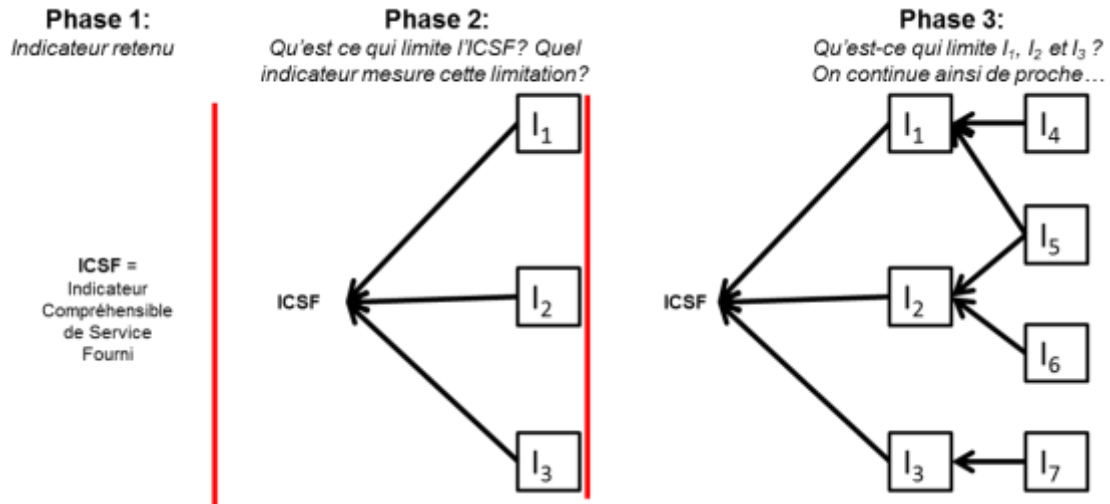 Phase 1:
Indicateur retenu
ICSF =
Indicateur
Compréhensible
de Service
Fourni
Phase 2:
Qu'est ce qui limite l'ICSF? Quel
indicateur mesure cette limitation?
I1
ICSF
I2
I3
Phase 3:
Qu'est-ce qui limite I1, I2 et I3 ?
On continue ainsi de proche…
I1
I4
I5
ICSF
I2
I6
I3
I7